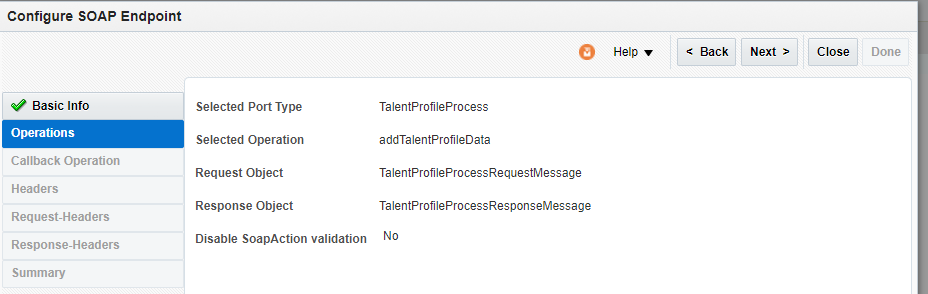 Configure SOAP Endpoint
Help
< Back
Next >
Close
Done
Basic Info
Operations
Callback Operation
Headers
Request-Headers
Response-Headers
Summary
Selected Port Type TalentProfileProcess
Selected Operation addTalentProfileData
Request Object TalentProfileProcessRequestMessage
Response Object TalentProfileProcessResponseMessage
Disable SoapAction validation No